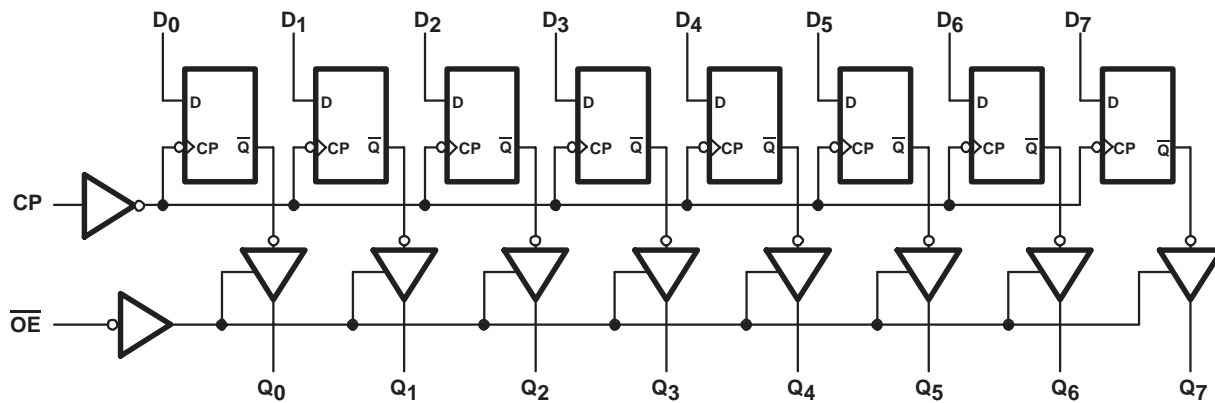 D0 D1 D2 D3 D4 D5 D6 D7
D D D D D D D D
CP Q̅ CP Q̅ CP Q̅ CP Q̅ CP Q̅ CP Q̅ CP Q̅ CP Q̅
CP
O̅E̅
Q0 Q1 Q2 Q3 Q4 Q5 Q6 Q7